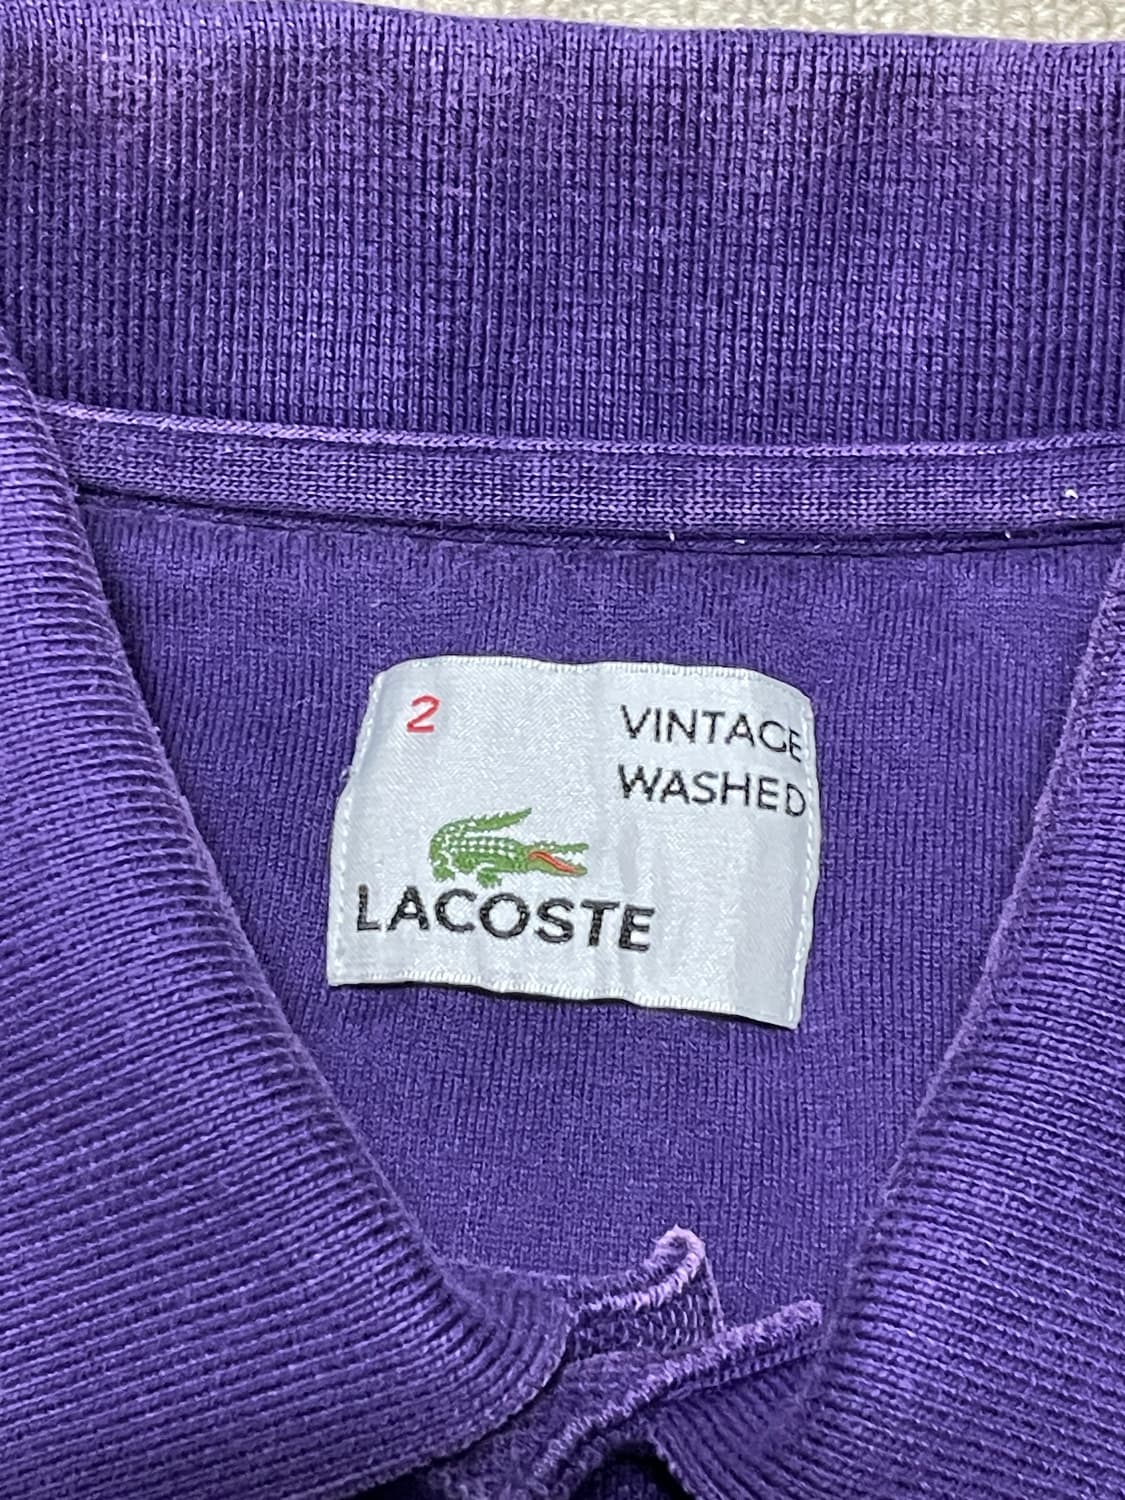 2
VINTAGE
WASHED
LACOSTE